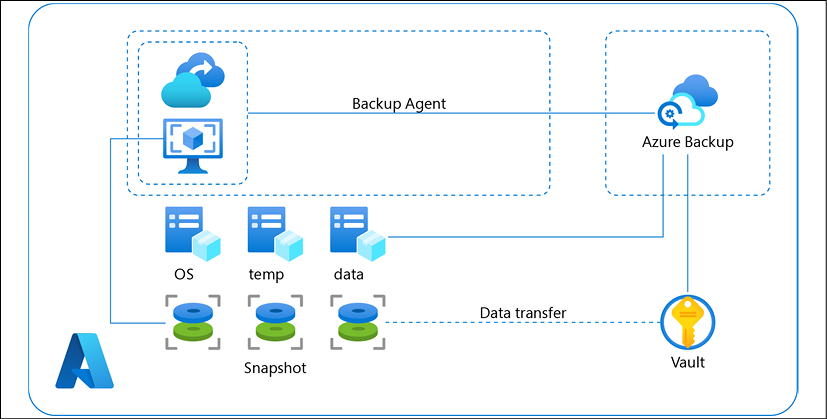 Backup Agent
Azure Backup
OS
temp
data
Data transfer
Snapshot
Vault